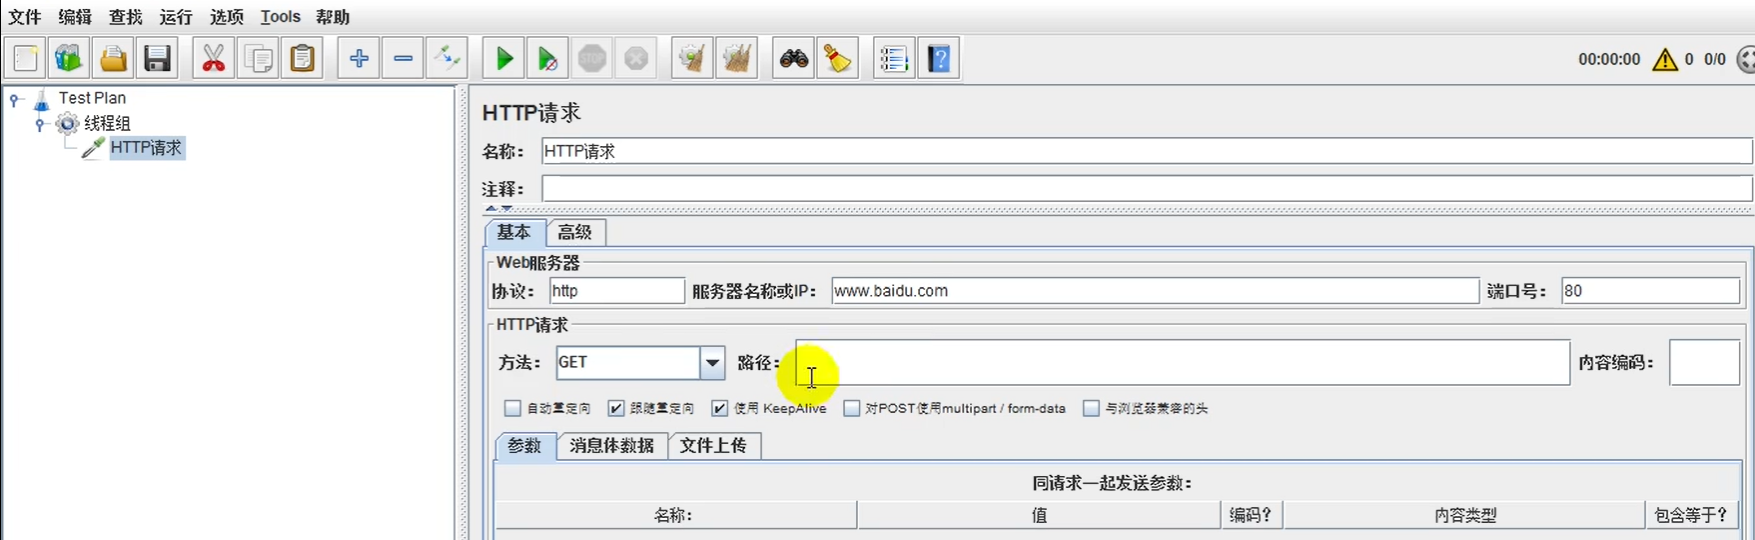 文件 编辑 查找 运行 选项 Tools 帮助
STOP 00:00:00 0 0/0
Test Plan
线程组
HTTP请求
HTTP请求
名称： HTTP请求
注释：
基本 高级
Web服务器
协议： http 服务器名称或IP： www.baidu.com 端口号： 80
HTTP请求
方法： GET 路径： 内容编码：
自动重定向 跟随重定向 使用 KeepAlive 对POST使用multipart / form-data 与浏览器兼容的头
参数 消息体数据 文件上传
同请求一起发送参数：
名称： 值 编码？ 内容类型 包含等于？